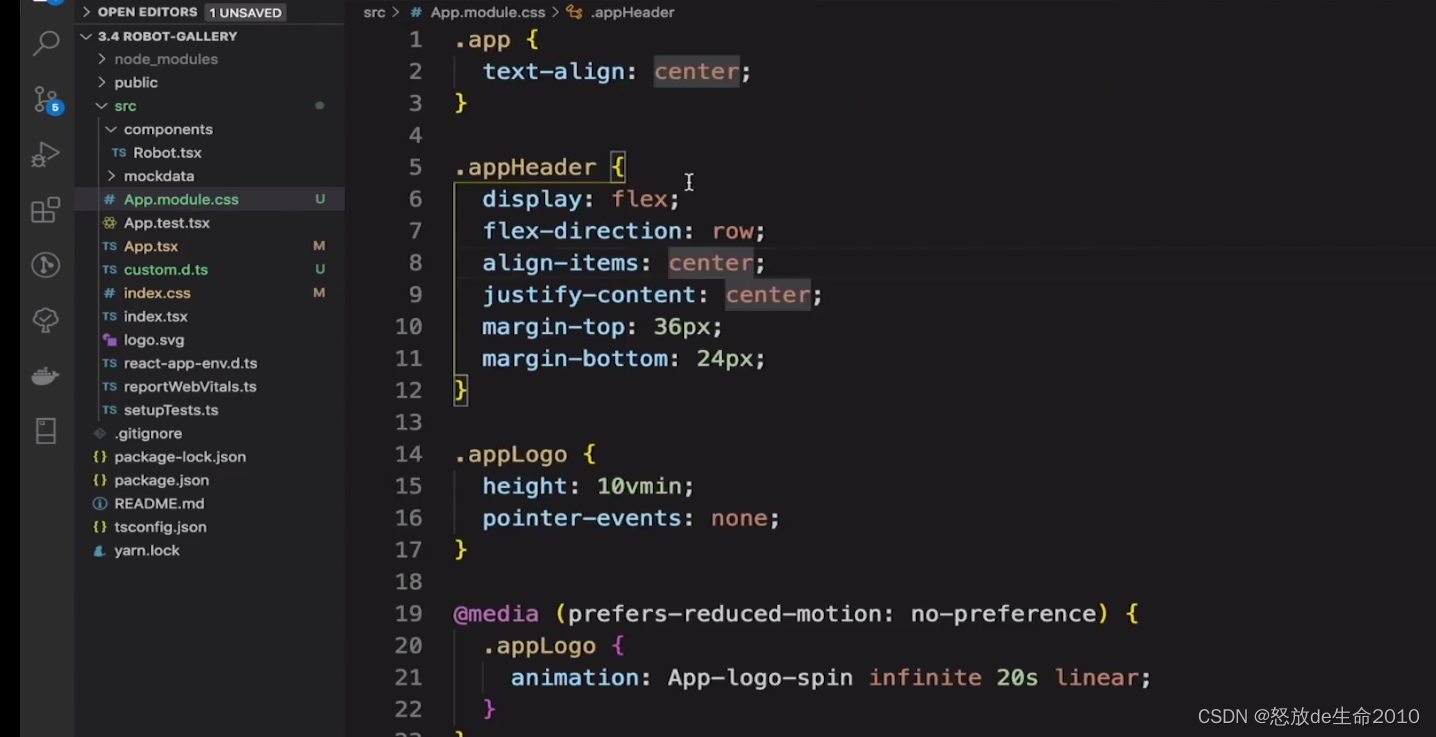 OPEN EDITORS 1 UNSAVED
3.4 ROBOT-GALLERY
node_modules
public
src
components
TS Robot.tsx
mockdata
# App.module.css U
App.test.tsx
TS App.tsx M
TS custom.d.ts U
# index.css M
TS index.tsx
logo.svg
TS react-app-env.d.ts
TS reportWebVitals.ts
TS setupTests.ts
.gitignore
{} package-lock.json
{} package.json
README.md
{} tsconfig.json
yarn.lock
5
src > # App.module.css > .appHeader
1 .app {
2 text-align: center;
3 }
4
5 .appHeader {
6 display: flex;
7 flex-direction: row;
8 align-items: center;
9 justify-content: center;
10 margin-top: 36px;
11 margin-bottom: 24px;
12 }
13
14 .appLogo {
15 height: 10vmin;
16 pointer-events: none;
17 }
18
19 @media (prefers-reduced-motion: no-preference) {
20 .appLogo {
21 animation: App-logo-spin infinite 20s linear;
22 }
CSDN @怒放de生命2010